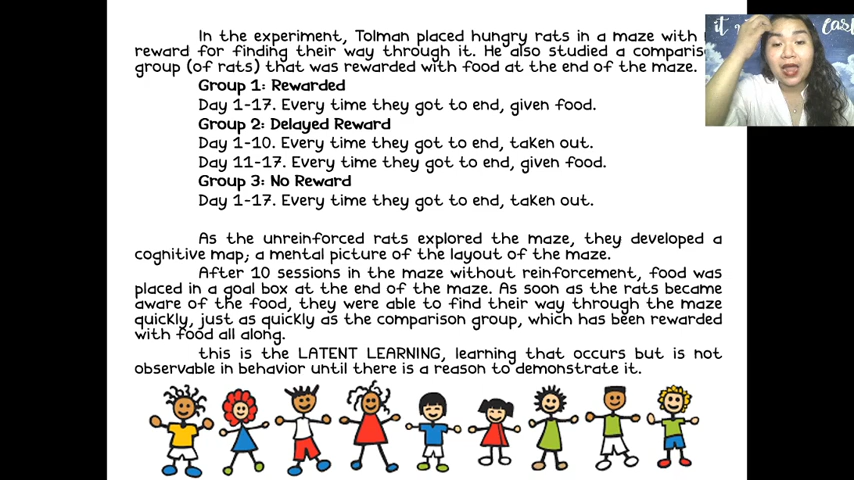 In the experiment, Tolman placed hungry rats in a maze with
reward for finding their way through it. He also studied a comparis
group (of rats) that was rewarded with food at the end of the maze.
Group 1: Rewarded
Day 1-17. Every time they got to end, given food.
Group 2: Delayed Reward
Day 1-10. Every time they got to end, taken out.
Day 11-17. Every time they got to end, given food.
Group 3: No Reward
Day 1-17. Every time they got to end, taken out.
As the unreinforced rats explored the maze, they developed a
cognitive map; a mental picture of the layout of the maze.
After 10 sessions in the maze without reinforcement, food was
placed in a goal box at the end of the maze. As soon as the rats became
aware of the food, they were able to find their way through the maze
quickly, just as quickly as the comparison group, which has been rewarded
with food all along.
this is the LATENT LEARNING, learning that occurs but is not
observable in behavior until there is a reason to demonstrate it.
it